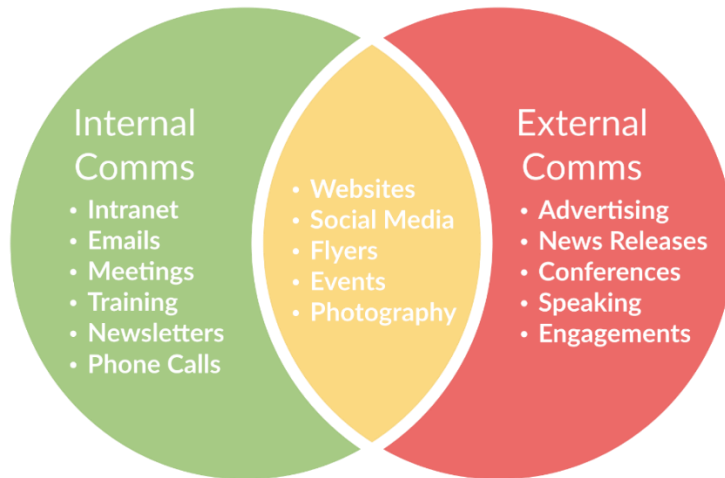 Internal
Comms
• Intranet
• Emails
• Meetings
• Training
• Newsletters
• Phone Calls
• Websites
• Social Media
• Flyers
• Events
• Photography
External
Comms
• Advertising
• News Releases
• Conferences
• Speaking
• Engagements